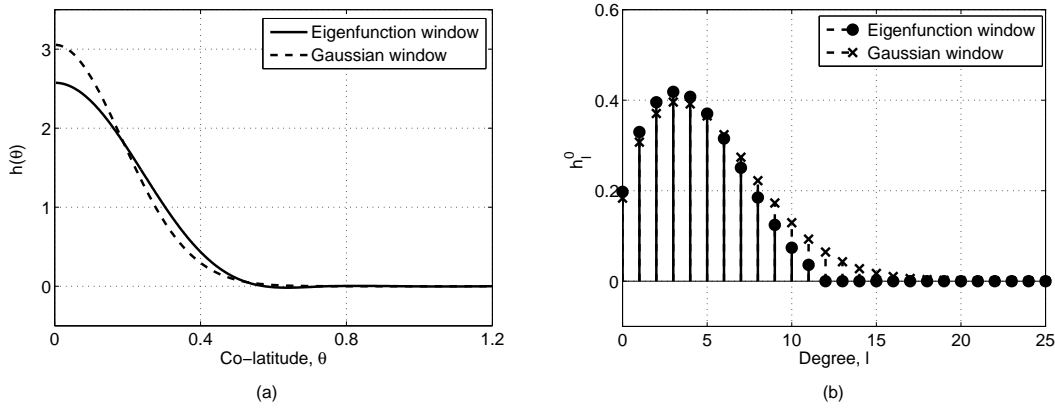 3
2
1
0
0
0.4
0.8
1.2
h(θ)
Co−latitude, θ
Eigenfunction window
Gaussian window
(a)
0.6
0.4
0.2
0
0
5
10
15
20
25
h_l^0
Degree, l
Eigenfunction window
Gaussian window
(b)